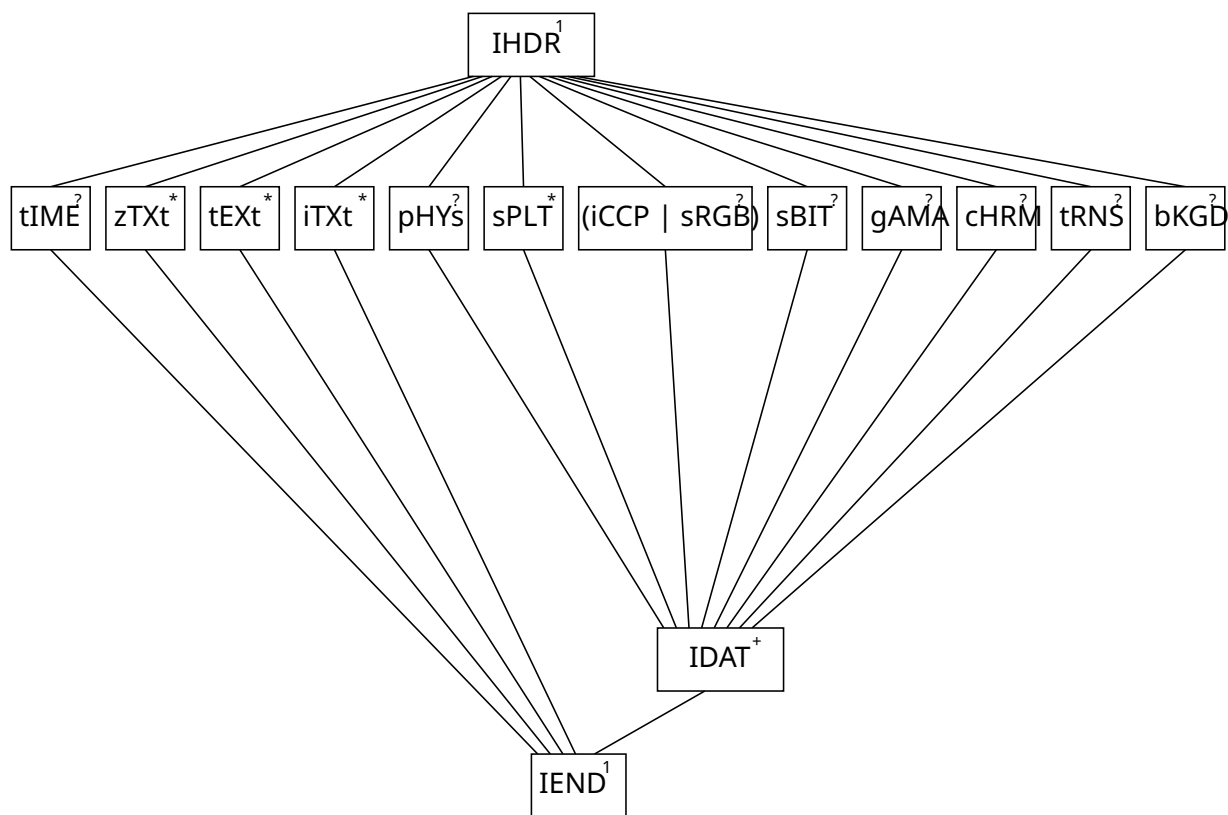 IHDR1
tIME? zTXt* tEXt* iTXt* pHYs? sPLT* (iCCP | sRGB)? sBIT? gAMA? cHRM? tRNS? bKGD?
IDAT+
IEND1